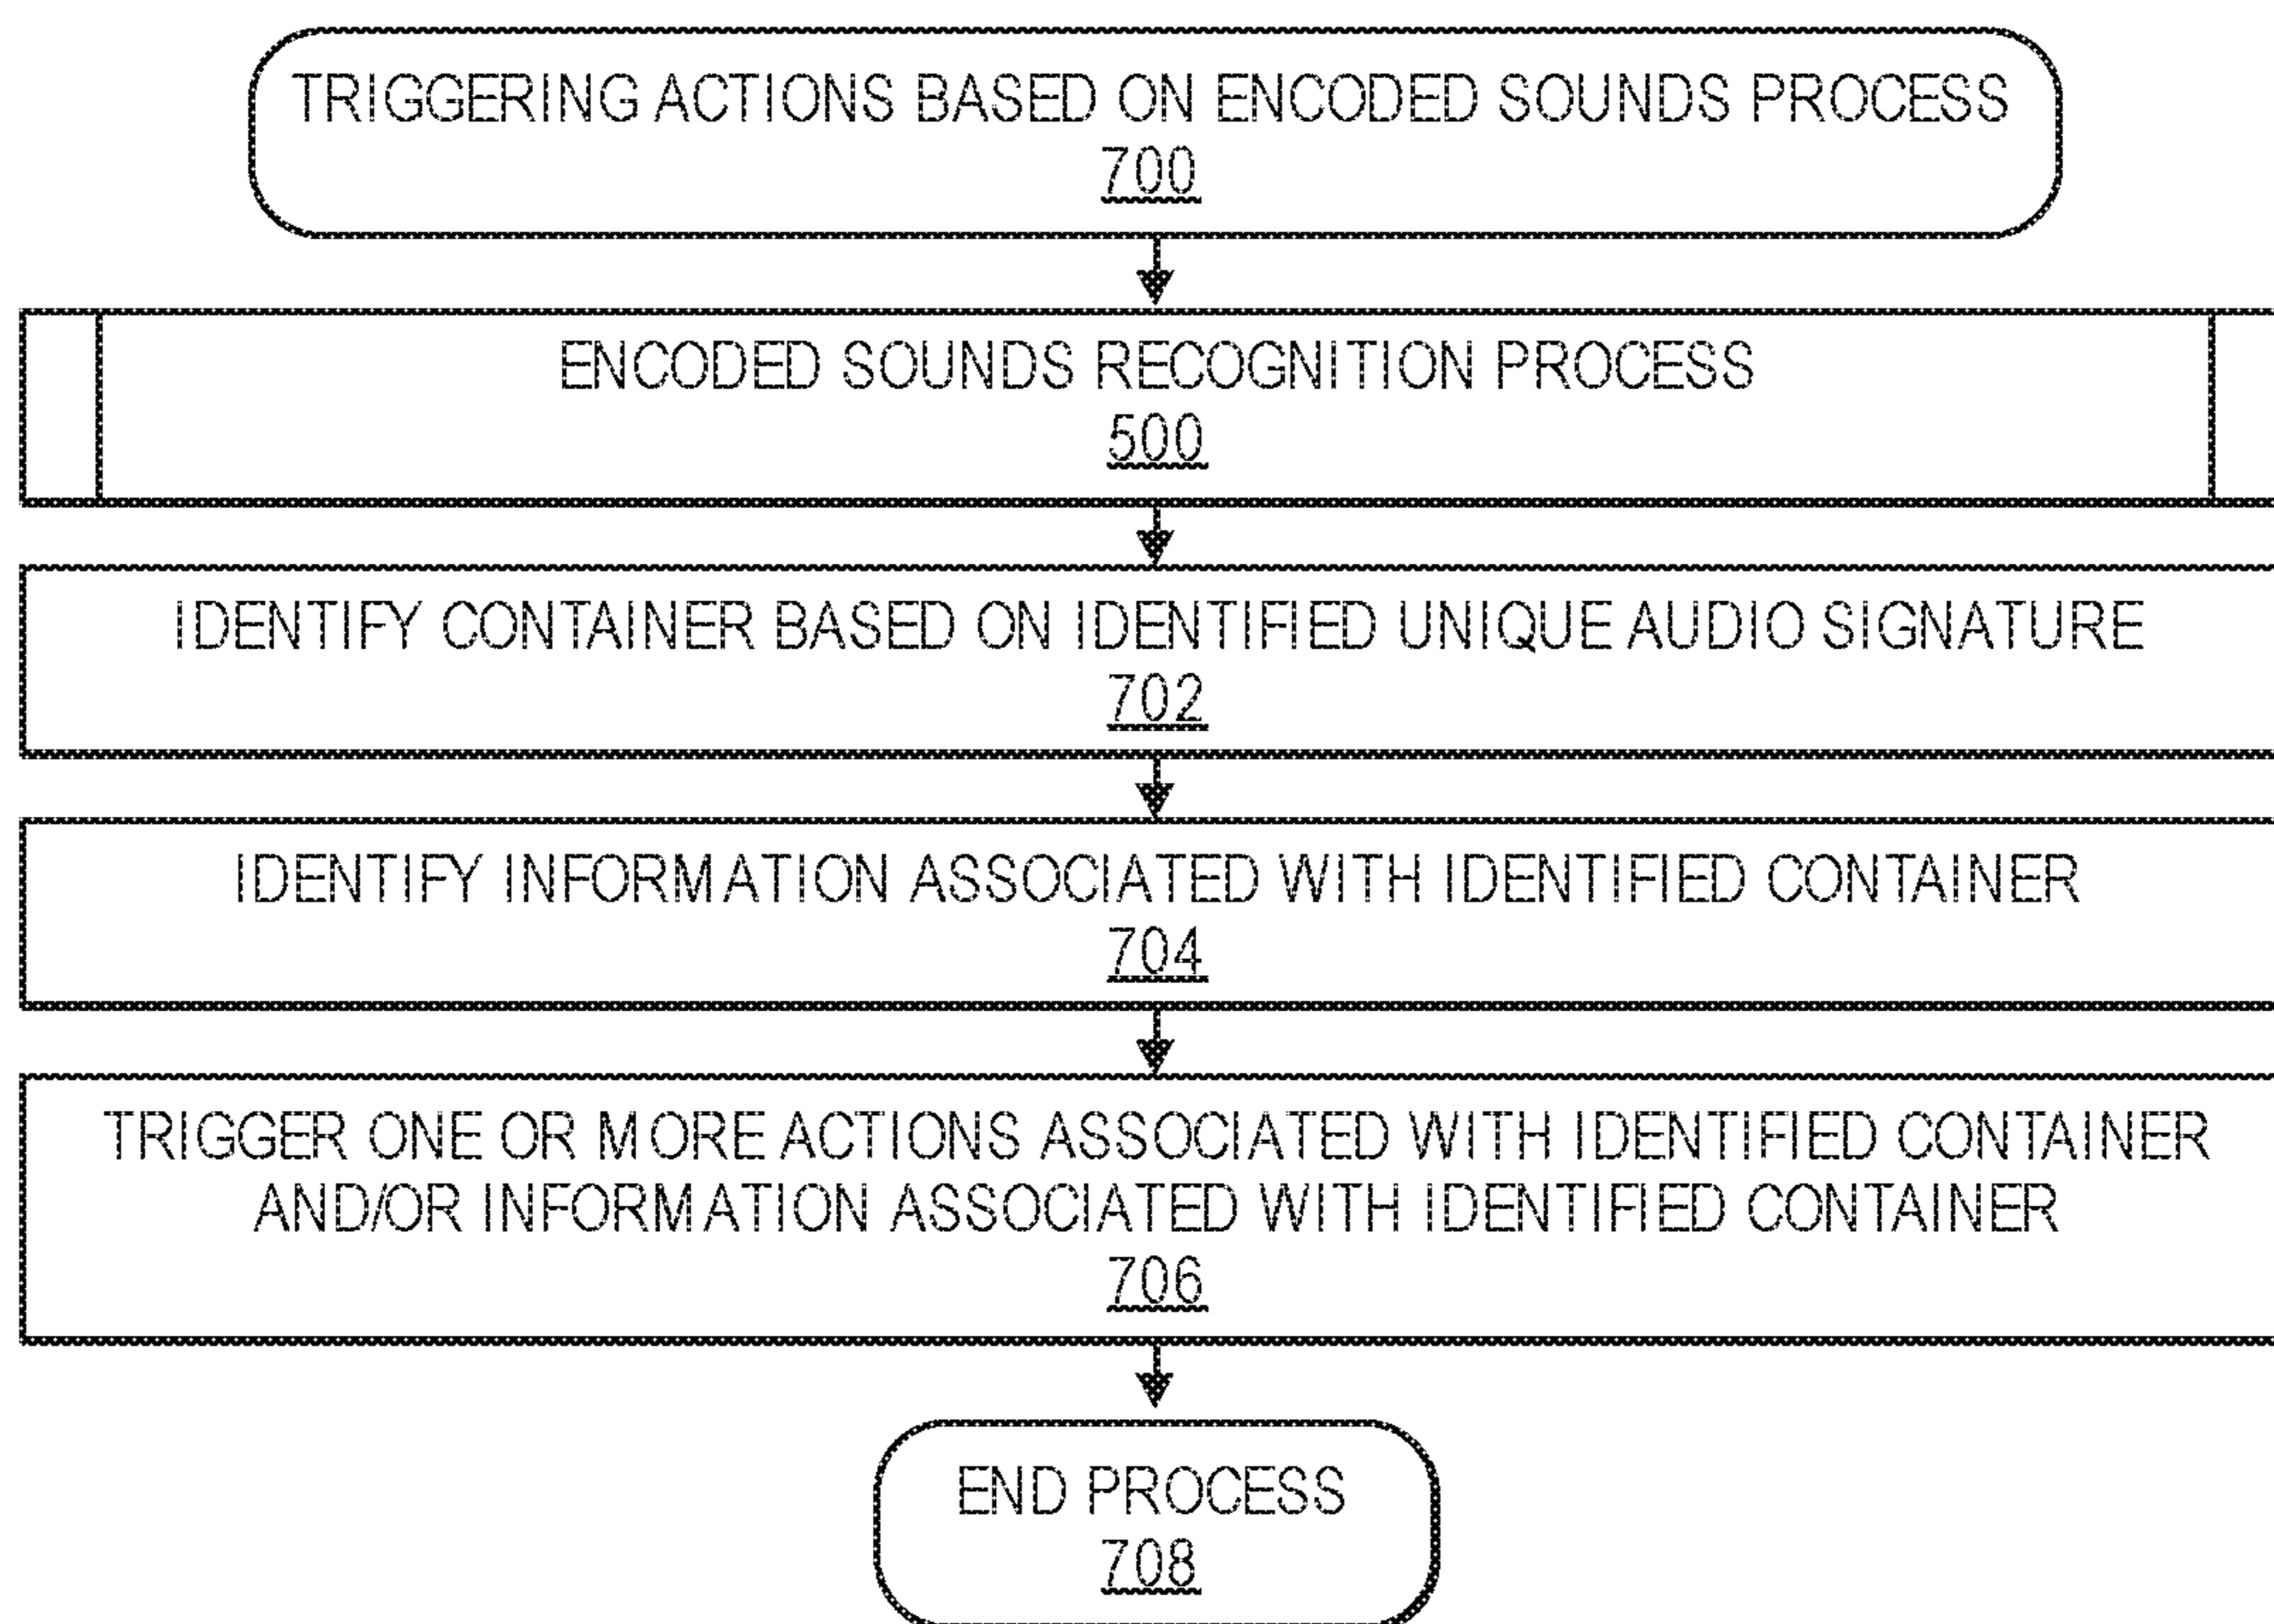 TRIGGERING ACTIONS BASED ON ENCODED SOUNDS PROCESS
700
ENCODED SOUNDS RECOGNITION PROCESS
500
IDENTIFY CONTAINER BASED ON IDENTIFIED UNIQUE AUDIO SIGNATURE
702
IDENTIFY INFORMATION ASSOCIATED WITH IDENTIFIED CONTAINER
704
TRIGGER ONE OR MORE ACTIONS ASSOCIATED WITH IDENTIFIED CONTAINER
AND/OR INFORMATION ASSOCIATED WITH IDENTIFIED CONTAINER
706
END PROCESS
708